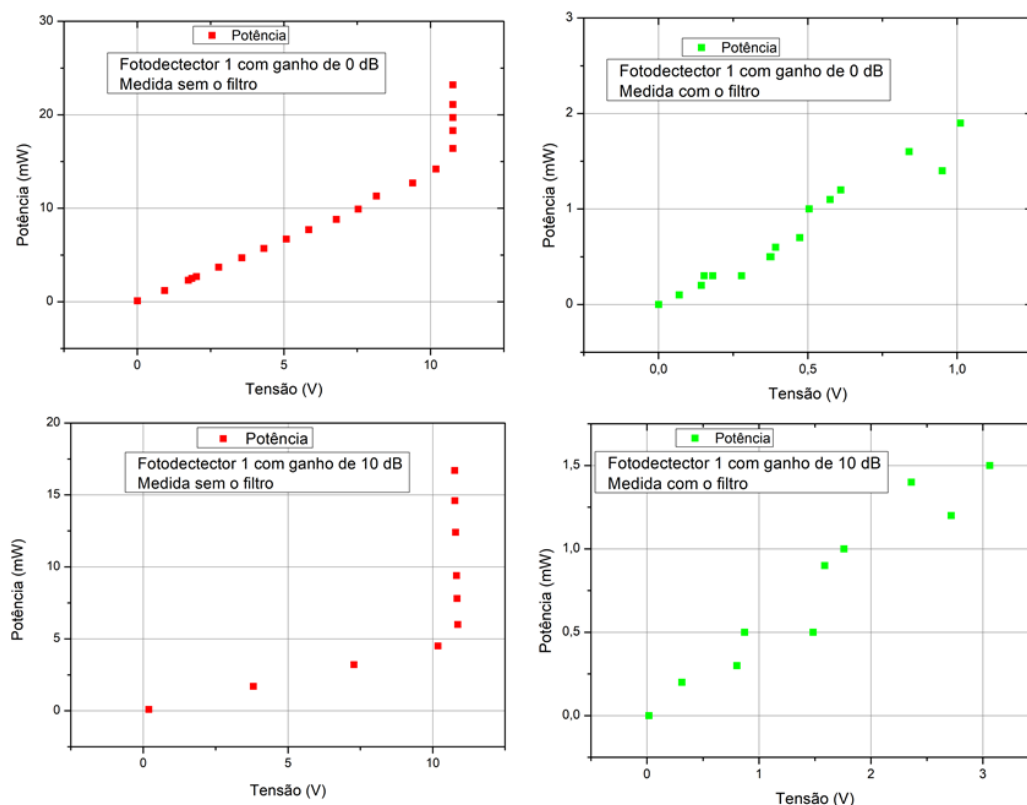 Potência
Fotodectector 1 com ganho de 0 dB
Medida sem o filtro
Potência (mW)
30
20
10
0
0
5
10
Tensão (V)
Potência
Fotodectector 1 com ganho de 0 dB
Medida com o filtro
Potência (mW)
3
2
1
0
0,0
0,5
1,0
Tensão (V)
Potência
Fotodectector 1 com ganho de 10 dB
Medida sem o filtro
Potência (mW)
20
15
10
5
0
0
5
10
Tensão (V)
Potência
Fotodectector 1 com ganho de 10 dB
Medida com o filtro
Potência (mW)
1,5
1,0
0,5
0,0
0
1
2
3
Tensão (V)